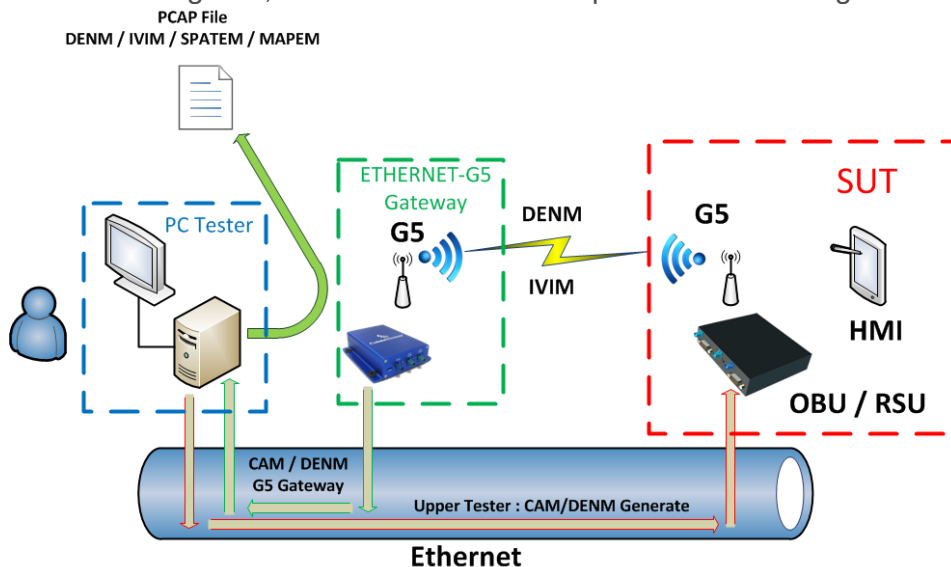 PCAP File
DENM / IVIM / SPATEM / MAPEM
PC Tester
ETHERNET-G5
Gateway
G5
DENM
IVIM
SUT
G5
HMI
OBU / RSU
CAM / DENM
G5 Gateway
Upper Tester : CAM/DENM Generate
Ethernet